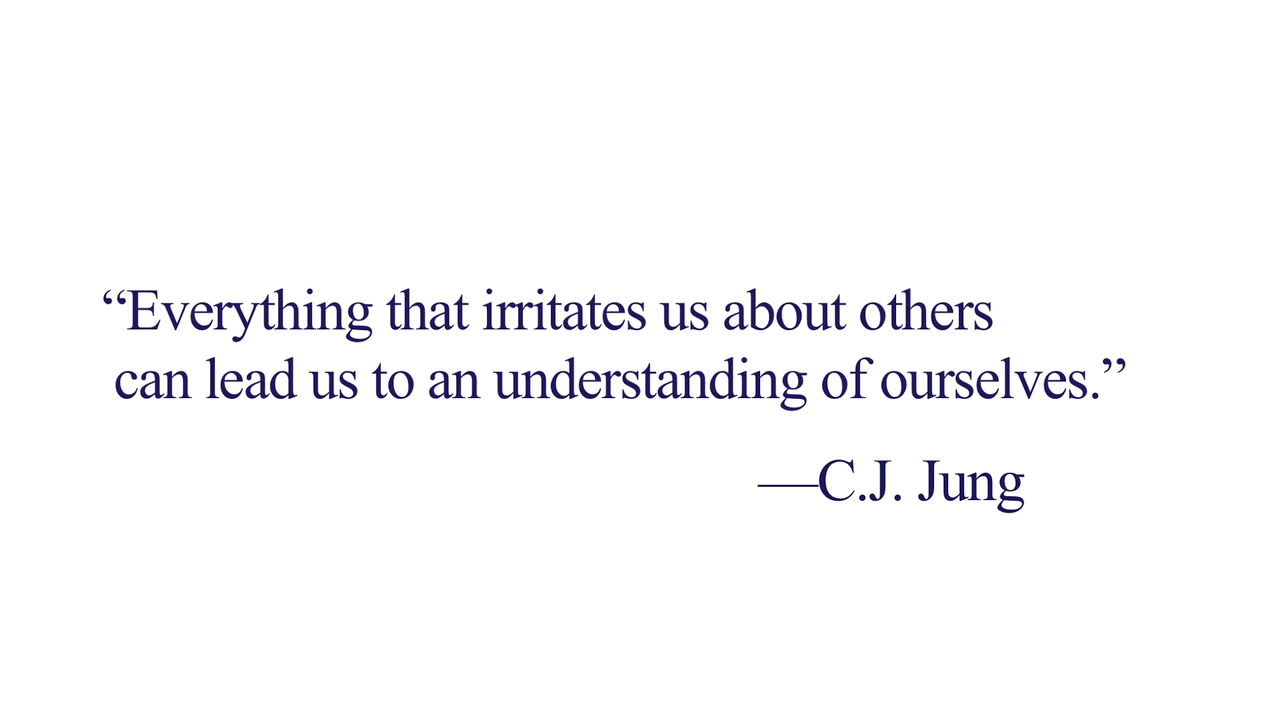 “Everything that irritates us about others
can lead us to an understanding of ourselves.”
—C.J. Jung